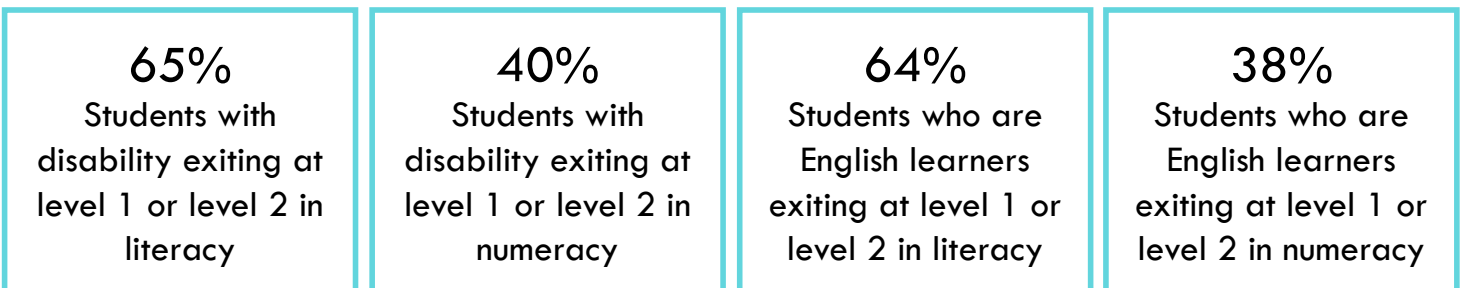 65%
Students with
disability exiting at
level 1 or level 2 in
literacy
40%
Students with
disability exiting at
level 1 or level 2 in
numeracy
64%
Students who are
English learners
exiting at level 1 or
level 2 in literacy
38%
Students who are
English learners
exiting at level 1 or
level 2 in numeracy